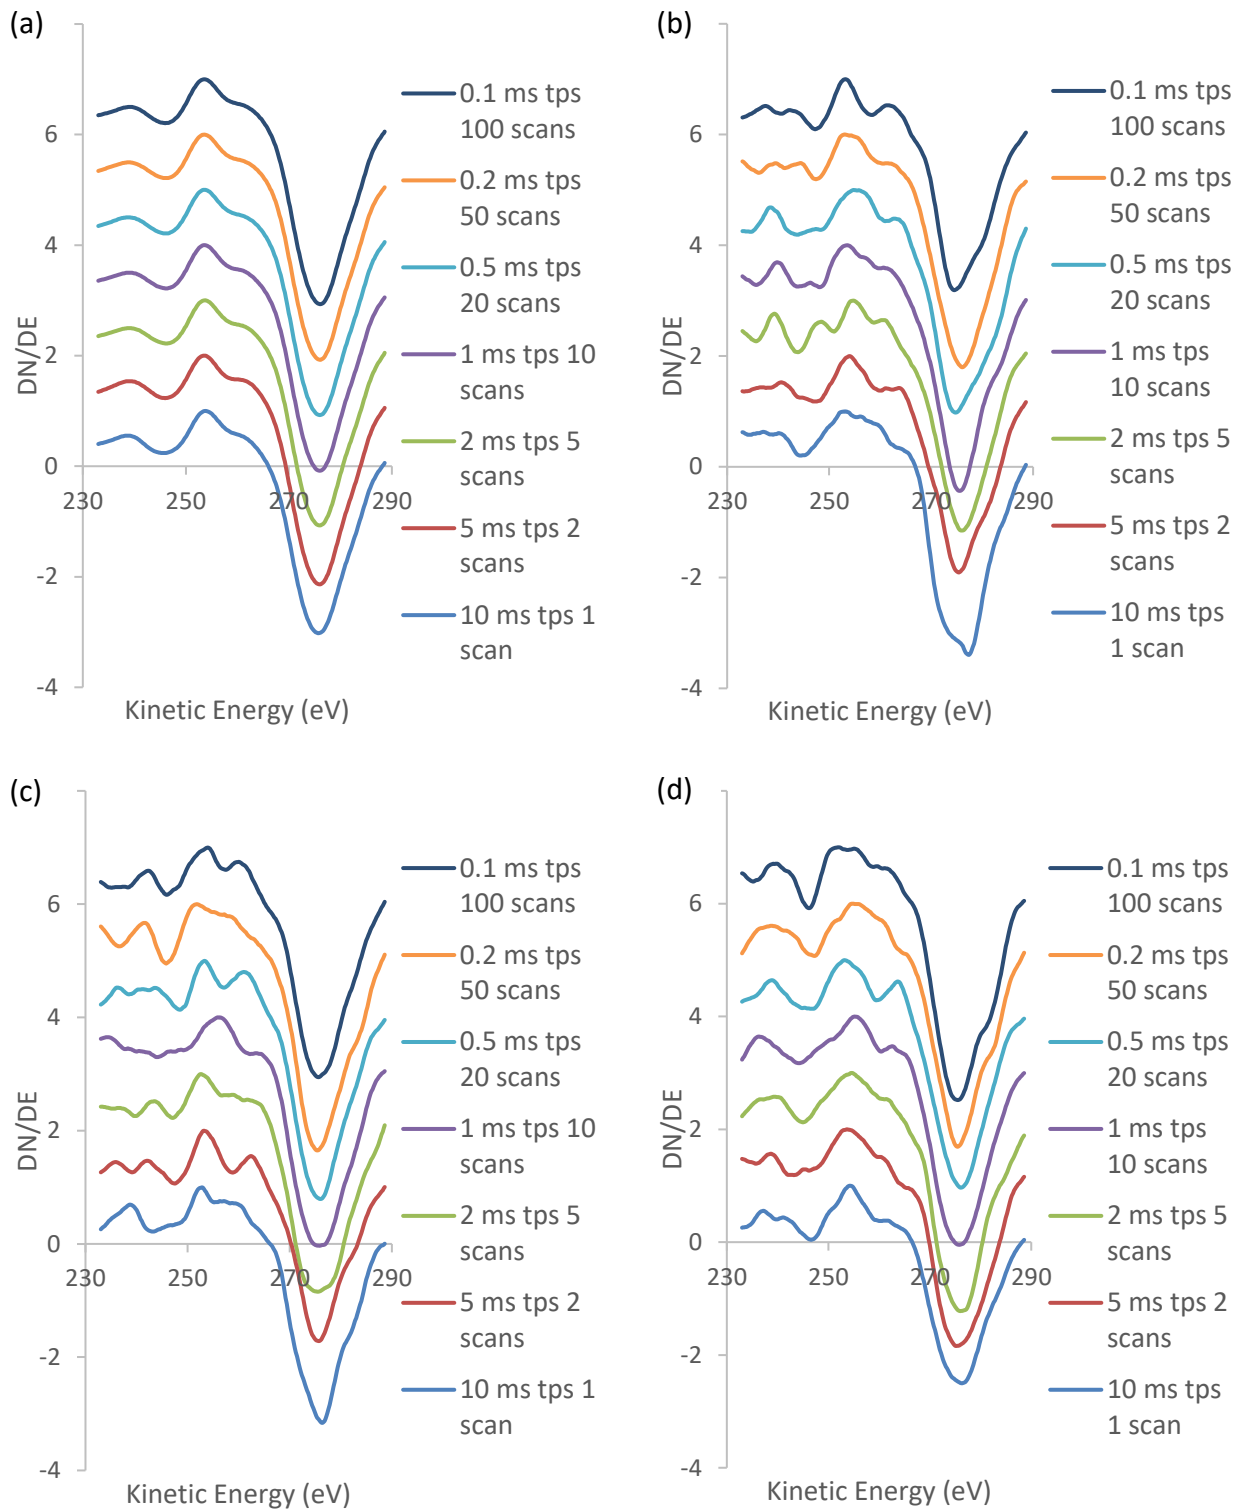 (a)
8
6
4
2
0
-2
-4
230
250
270
290
DN/DE
Kinetic Energy (eV)
0.1 ms tps
100 scans
0.2 ms tps
50 scans
0.5 ms tps
20 scans
1 ms tps 10
scans
2 ms tps 5
scans
5 ms tps 2
scans
10 ms tps 1
scan
(b)
6
4
2
0
-2
-4
230
250
270
290
DN/DE
Kinetic Energy (eV)
0.1 ms tps
100 scans
0.2 ms tps
50 scans
0.5 ms tps
20 scans
1 ms tps
10 scans
2 ms tps 5
scans
5 ms tps 2
scans
10 ms tps
1 scan
(c)
6
4
2
0
-2
-4
230
250
270
290
DN/DE
Kinetic Energy (eV)
0.1 ms tps
100 scans
0.2 ms tps
50 scans
0.5 ms tps
20 scans
1 ms tps 10
scans
2 ms tps 5
scans
5 ms tps 2
scans
10 ms tps 1
scan
(d)
6
4
2
0
-2
-4
230
250
270
290
DN/DE
Kinetic Energy (eV)
0.1 ms tps
100 scans
0.2 ms tps
50 scans
0.5 ms tps
20 scans
1 ms tps
10 scans
2 ms tps 5
scans
5 ms tps 2
scans
10 ms tps
1 scan